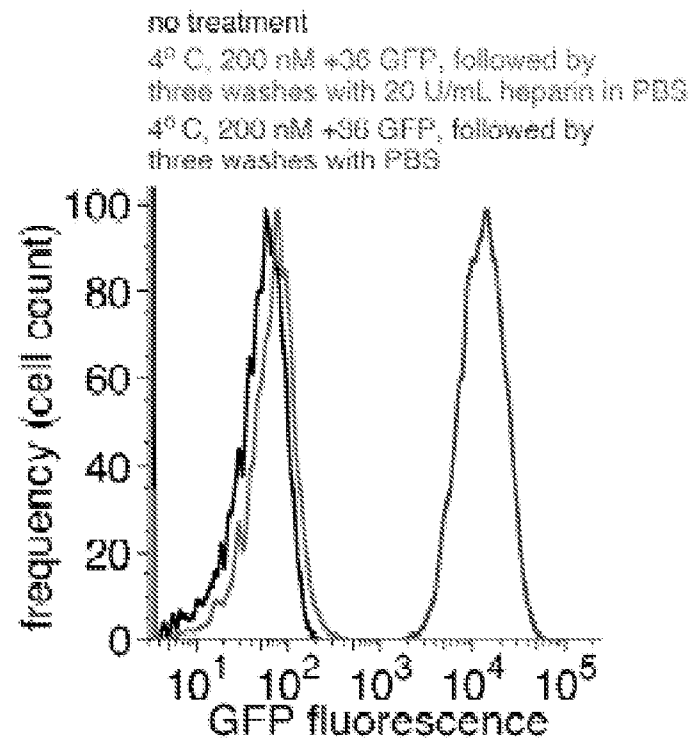 no treatment
4º C, 200 nM +36 GFP, followed by
three washes with 20 U/mL heparin in PBS
4º C, 200 nM +36 GFP, followed by
three washes with PBS
100
80
60
40
20
0
frequency (cell count)
10¹ 10² 10³ 10⁴ 10⁵
GFP fluorescence